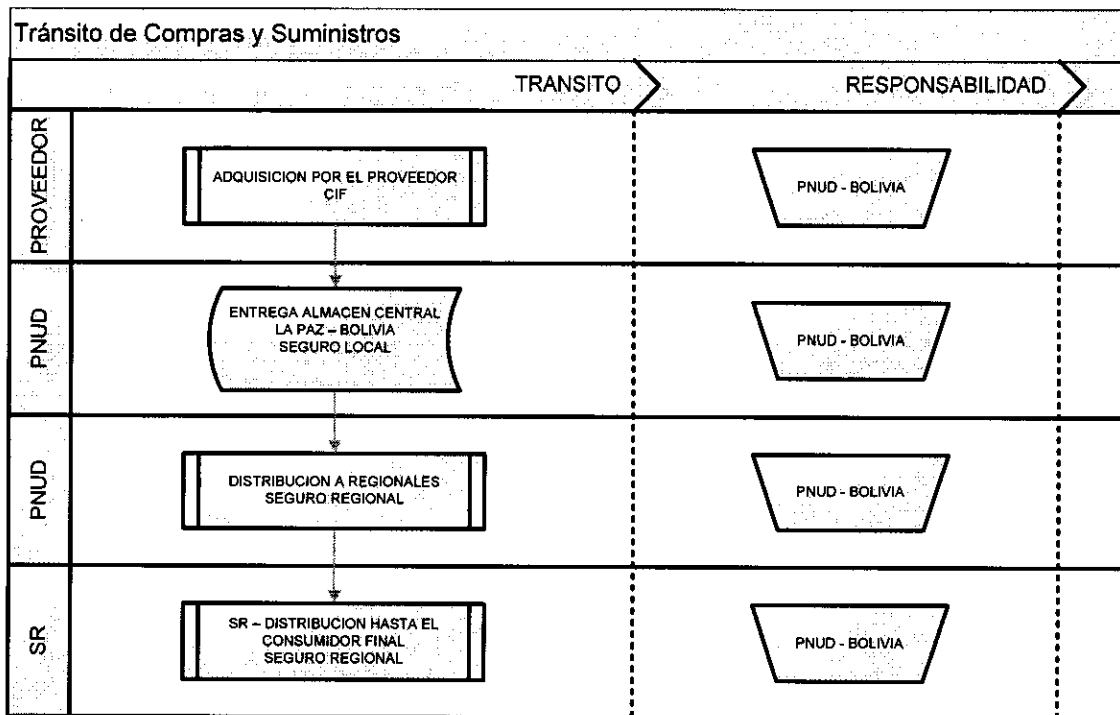 Tránsito de Compras y Suministros
TRANSITO
RESPONSABILIDAD
PROVEEDOR
ADQUISICION POR EL PROVEEDOR
CIF
PNUD - BOLIVIA
PNUD
ENTREGA ALMACEN CENTRAL
LA PAZ – BOLIVIA
SEGURO LOCAL
PNUD - BOLIVIA
PNUD
DISTRIBUCION A REGIONALES
SEGURO REGIONAL
PNUD - BOLIVIA
SR
SR – DISTRIBUCION HASTA EL
CONSUMIDOR FINAL
SEGURO REGIONAL
PNUD - BOLIVIA